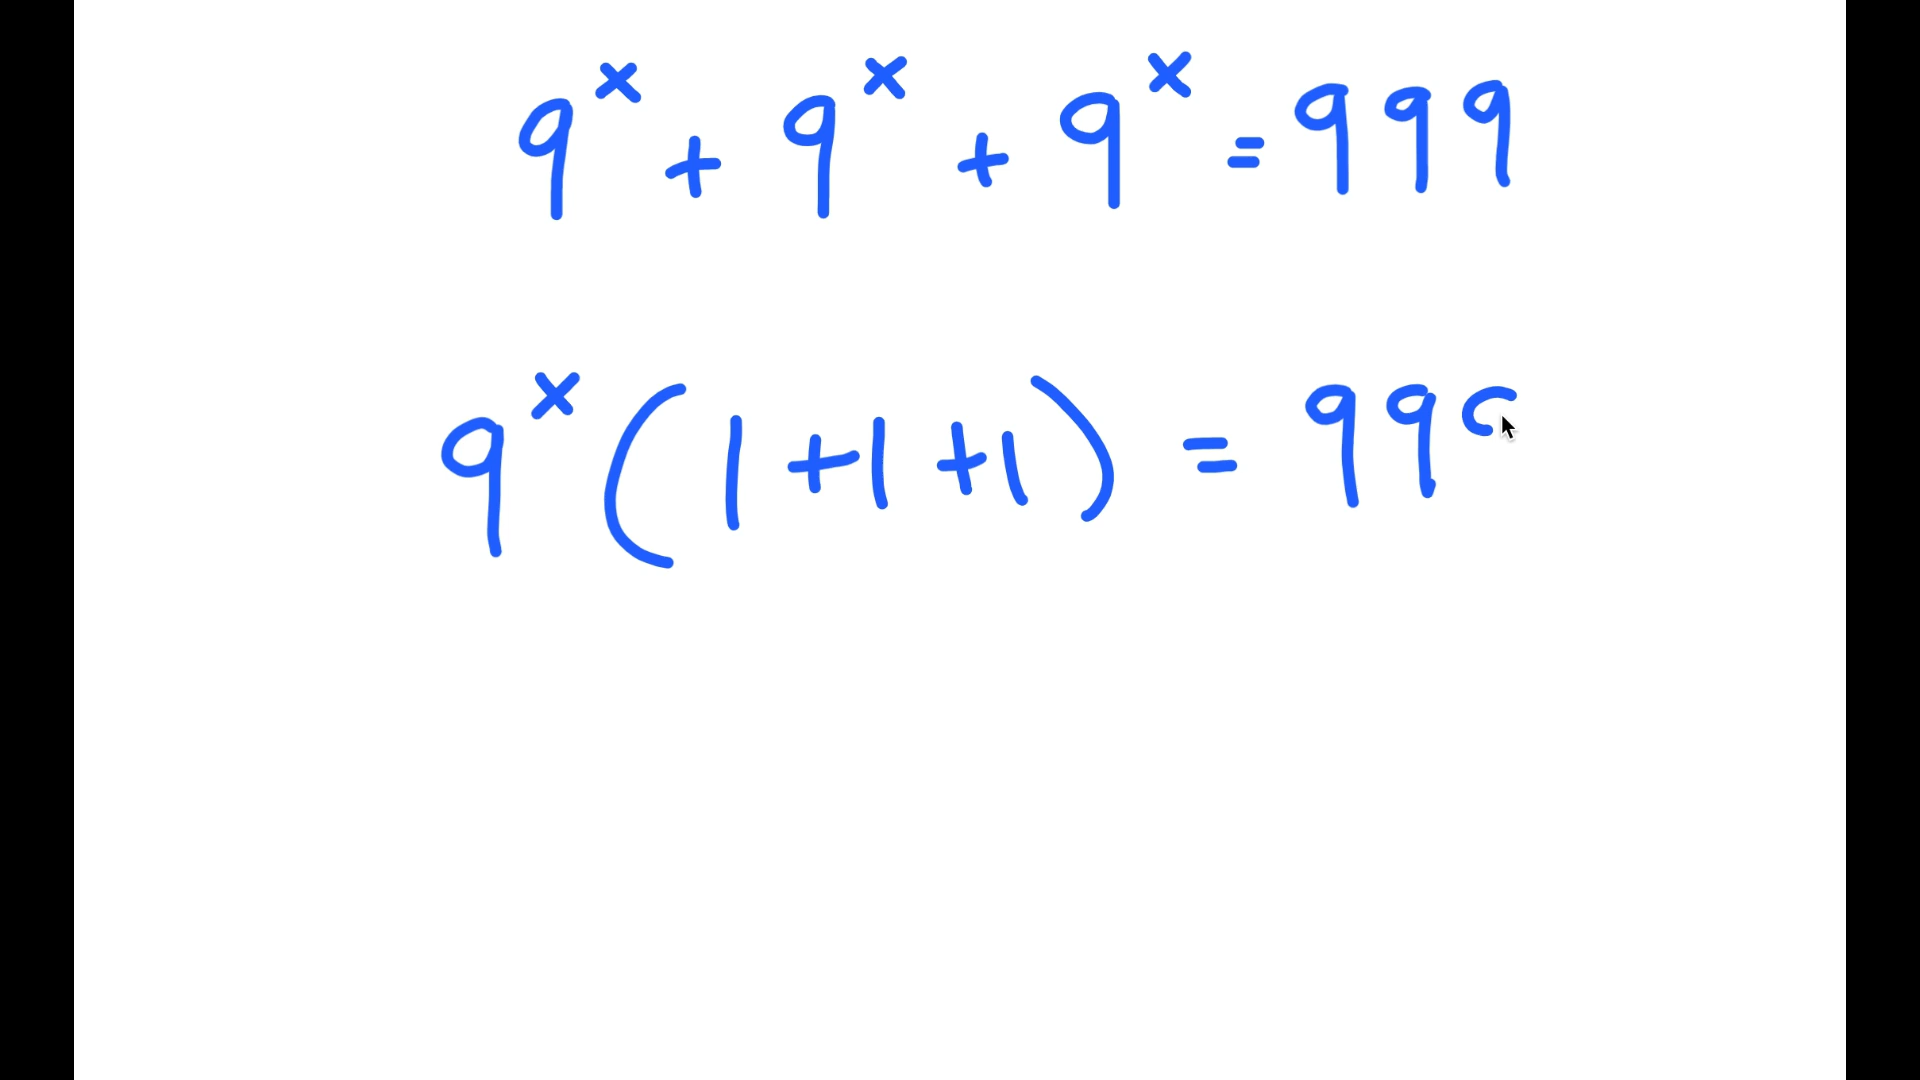 9^x + 9^x + 9^x = 999
9^x (1 + 1 + 1) = 99